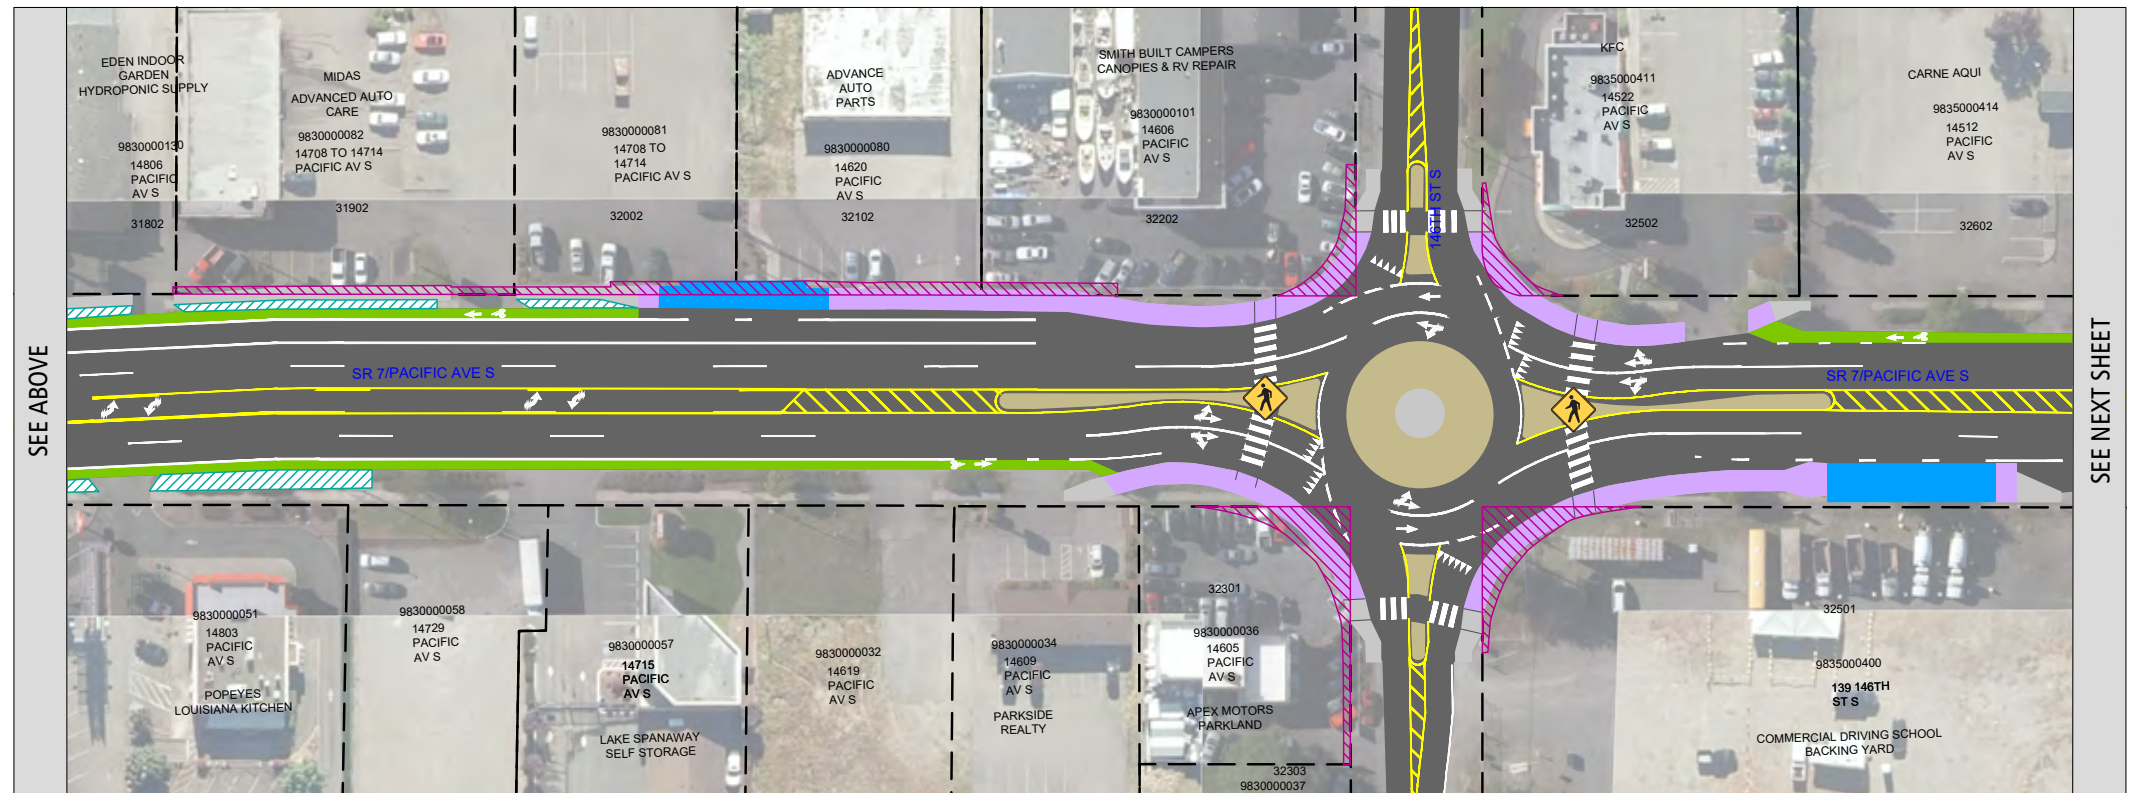 SEE ABOVE
EDEN INDOOR
GARDEN
HYDROPONIC SUPPLY
9830000130
14806
PACIFIC
AV S
31802
MIDAS
ADVANCED AUTO
CARE
9830000082
14708 TO 14714
PACIFIC AV S
31902
9830000081
14708 TO
14714
PACIFIC AV S
32002
ADVANCE
AUTO
PARTS
9830000080
14620
PACIFIC
AV S
32102
SMITH BUILT CAMPERS
CANOPIES & RV REPAIR
9830000101
14606
PACIFIC
AV S
32202
146TH ST S
KFC
9835000411
14522
PACIFIC
AV S
32502
CARNE AQUI
9835000414
14512
PACIFIC
AV S
32602
SR 7/PACIFIC AVE S
SR 7/PACIFIC AVE S
SEE NEXT SHEET
9830000051
14803
PACIFIC
AV S
POPEYES
LOUISIANA KITCHEN
9830000058
14729
PACIFIC
AV S
9830000057
14715
PACIFIC
AV S
LAKE SPANAWAY
SELF STORAGE
9830000032
14619
PACIFIC
AV S
9830000034
14609
PACIFIC
AV S
PARKSIDE
REALTY
32301
9830000036
14605
PACIFIC
AV S
APEX MOTORS
PARKLAND
32303
9830000037
32501
9835000400
139 146TH
ST S
COMMERCIAL DRIVING SCHOOL
BACKING YARD